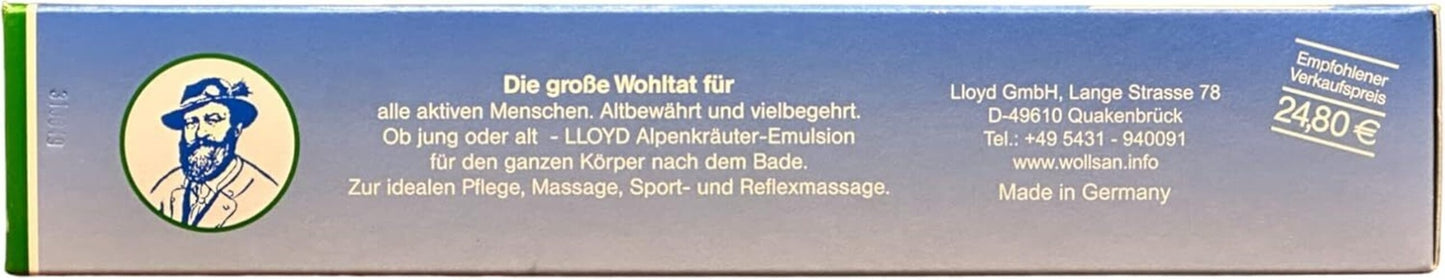 Die große Wohltat für
alle aktiven Menschen. Altbewährt und vielbegehrt.
Ob jung oder alt - LLOYD Alpenkräuter-Emulsion
für den ganzen Körper nach dem Bade.
Zur idealen Pflege, Massage, Sport- und Reflexmassage.
Lloyd GmbH, Lange Strasse 78
D-49610 Quakenbrück
Tel.: +49 5431 - 940091
www.wollsan.info
Made in Germany
Empfohlener
Verkaufspreis
24,80 €